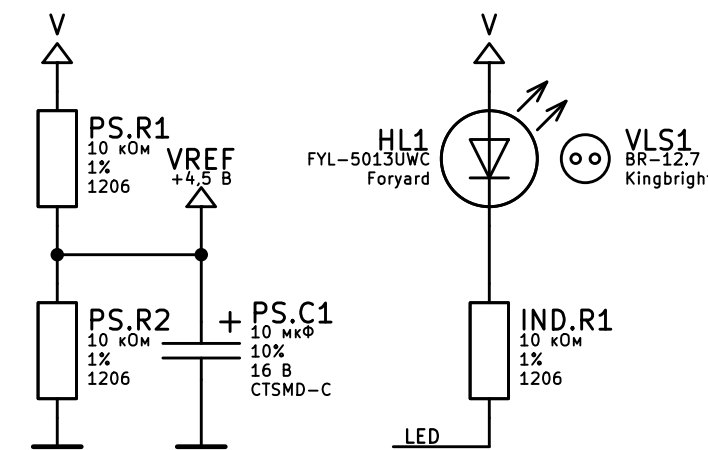 V
PS.R1
10 кОм
1%
1206
VREF
+4,5 В
PS.R2
10 кОм
1%
1206
+
PS.C1
10 мкФ
10%
16 В
CTSMD-C
V
HL1
FYL-5013UWC
Foryard
VLS1
BR-12.7
Kingbright
IND.R1
10 кОм
1%
1206
LED